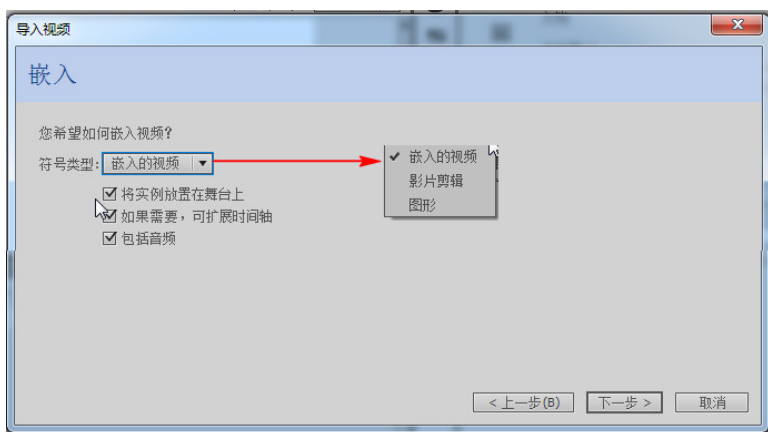 导入视频
嵌入
您希望如何嵌入视频?
符号类型: 嵌入的视频
嵌入的视频
影片剪辑
图形
将实例放置在舞台上
如果需要，可扩展时间轴
包括音频
<上一步(B) 下一步> 取消